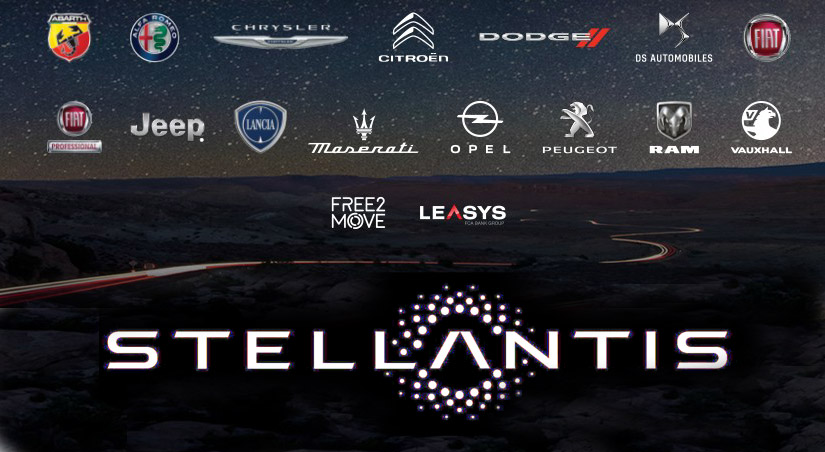 ABARTH
ALFA ROMEO
CHRYSLER
CITROËN
DODGE
DS AUTOMOBILES
FIAT
FIAT
PROFESSIONAL
Jeep
LANCIA
Maserati
OPEL
PEUGEOT
RAM
VAUXHALL
FREE2
MOVE
LEASYS
FCA BANK GROUP
STELLANTIS